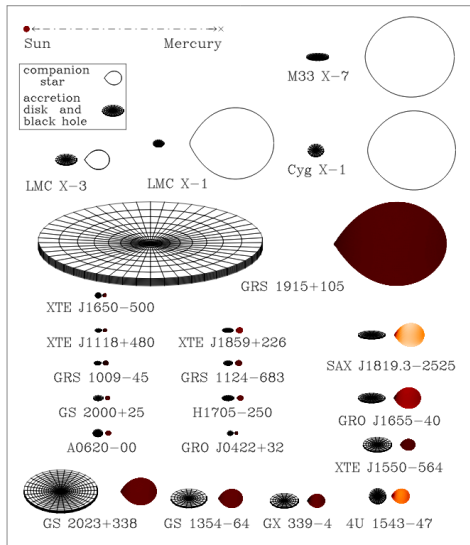 Sun Mercury
companion star
accretion disk and black hole
M33 X−7
LMC X−3
LMC X−1
Cyg X−1
GRS 1915+105
XTE J1650−500
XTE J1118+480
XTE J1859+226
SAX J1819.3−2525
GRS 1009−45
GRS 1124−683
GS 2000+25
H1705−250
GRO J1655−40
A0620−00
GRO J0422+32
XTE J1550−564
GS 2023+338
GS 1354−64
GX 339−4
4U 1543−47